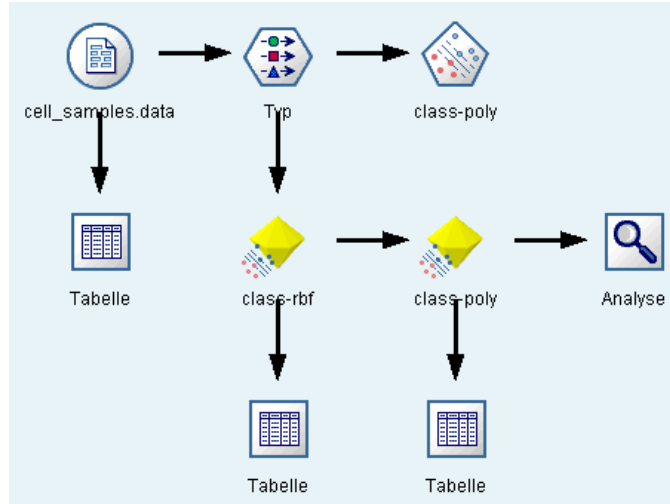 cell_samples.data
Typ
class-poly
Tabelle
class-rbf
class-poly
Analyse
Tabelle
Tabelle